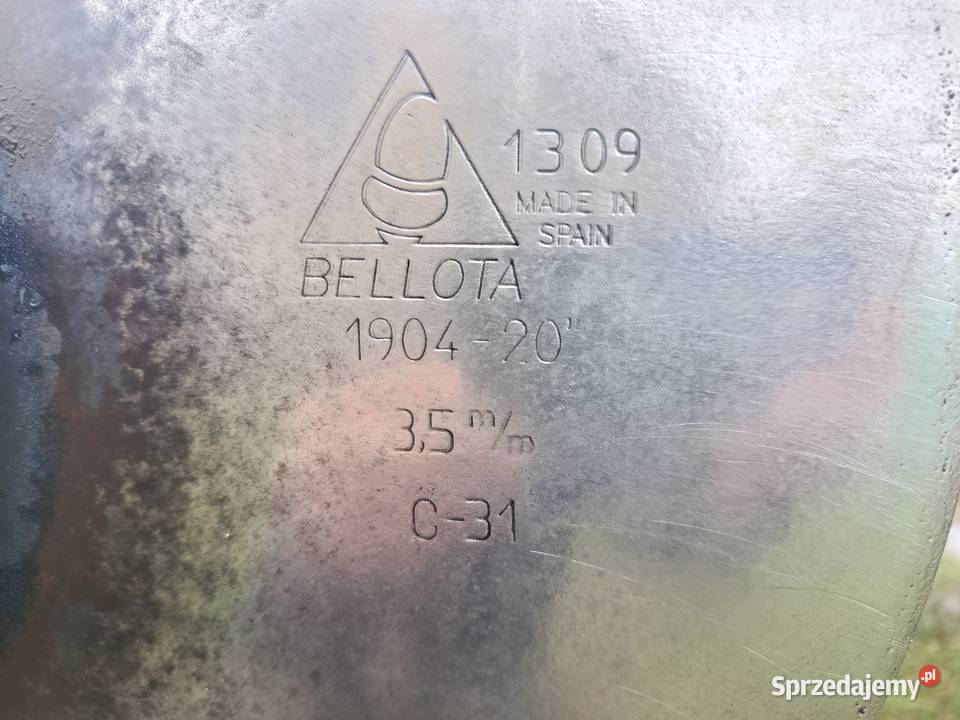 1309
MADE IN
SPAIN
BELLOTA
1904-20"
3,5 m/m
C-31
Sprzedajemy.pl